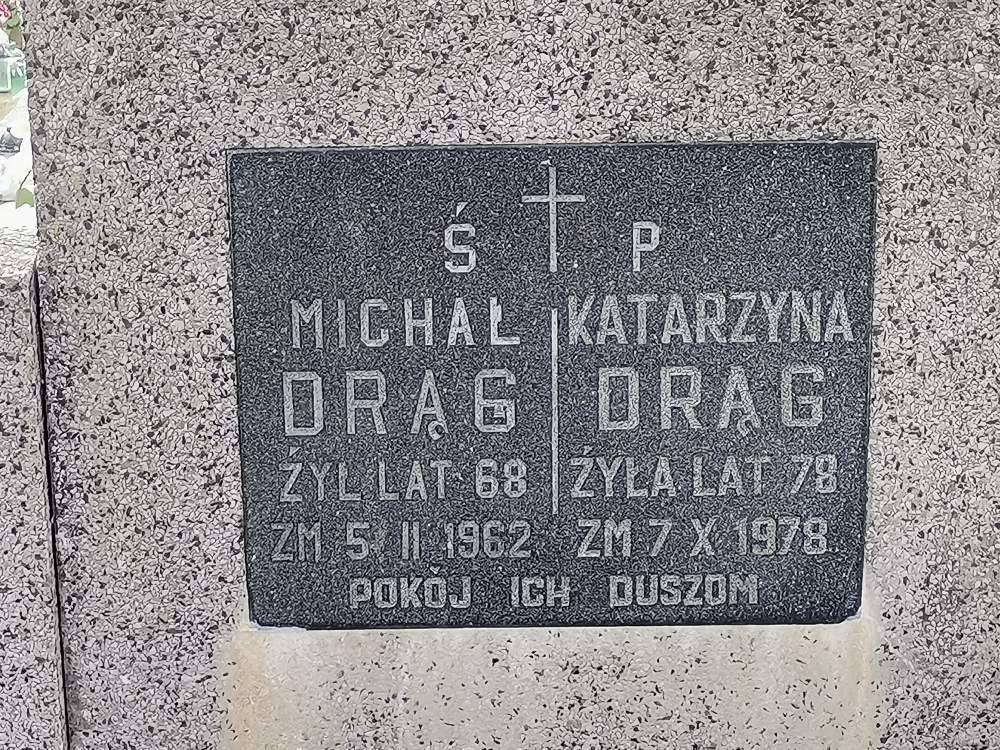 Ś P
MICHAŁ KATARZYNA
DRĄG DRĄG
ŻYŁ LAT 68 ŻYŁA LAT 78
ZM 5 II 1962 ZM 7 X 1978
POKÓJ ICH DUSZOM